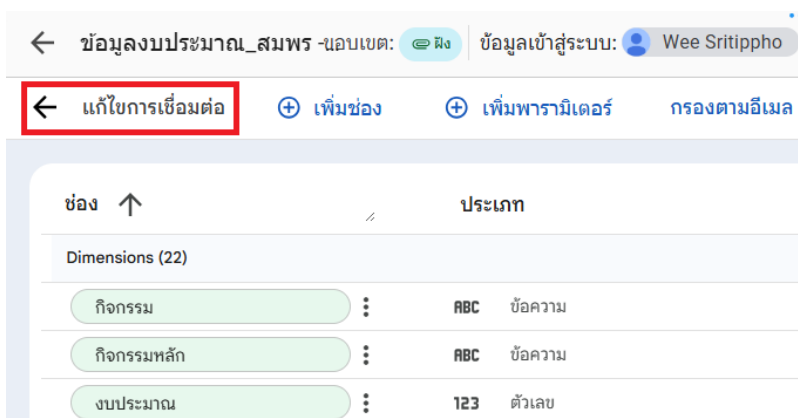 ข้อมูลงบประมาณ_สมพร -ขอบเขต: ฝัง ข้อมูลเข้าสู่ระบบ: Wee Sritippho
แก้ไขการเชื่อมต่อ เพิ่มช่อง เพิ่มพารามิเตอร์ กรองตามอีเมล
ช่อง ประเภท
Dimensions (22)
กิจกรรม ABC ข้อความ
กิจกรรมหลัก ABC ข้อความ
งบประมาณ 123 ตัวเลข